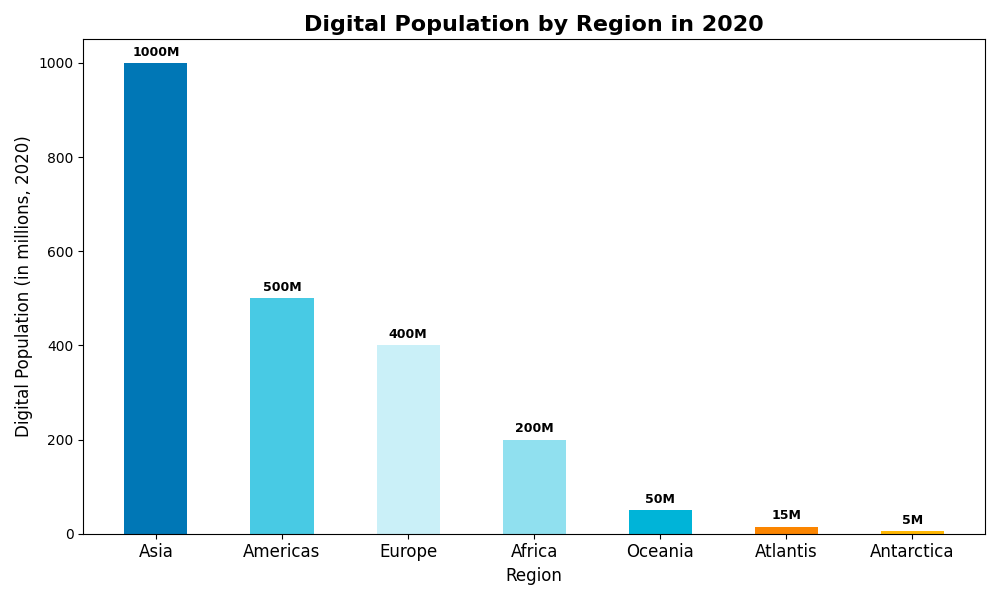 Digital Population by Region in 2020
Digital Population (in millions, 2020)
1000
800
600
400
200
0
1000M
500M
400M
200M
50M
15M
5M
Asia
Americas
Europe
Africa
Oceania
Atlantis
Antarctica
Region